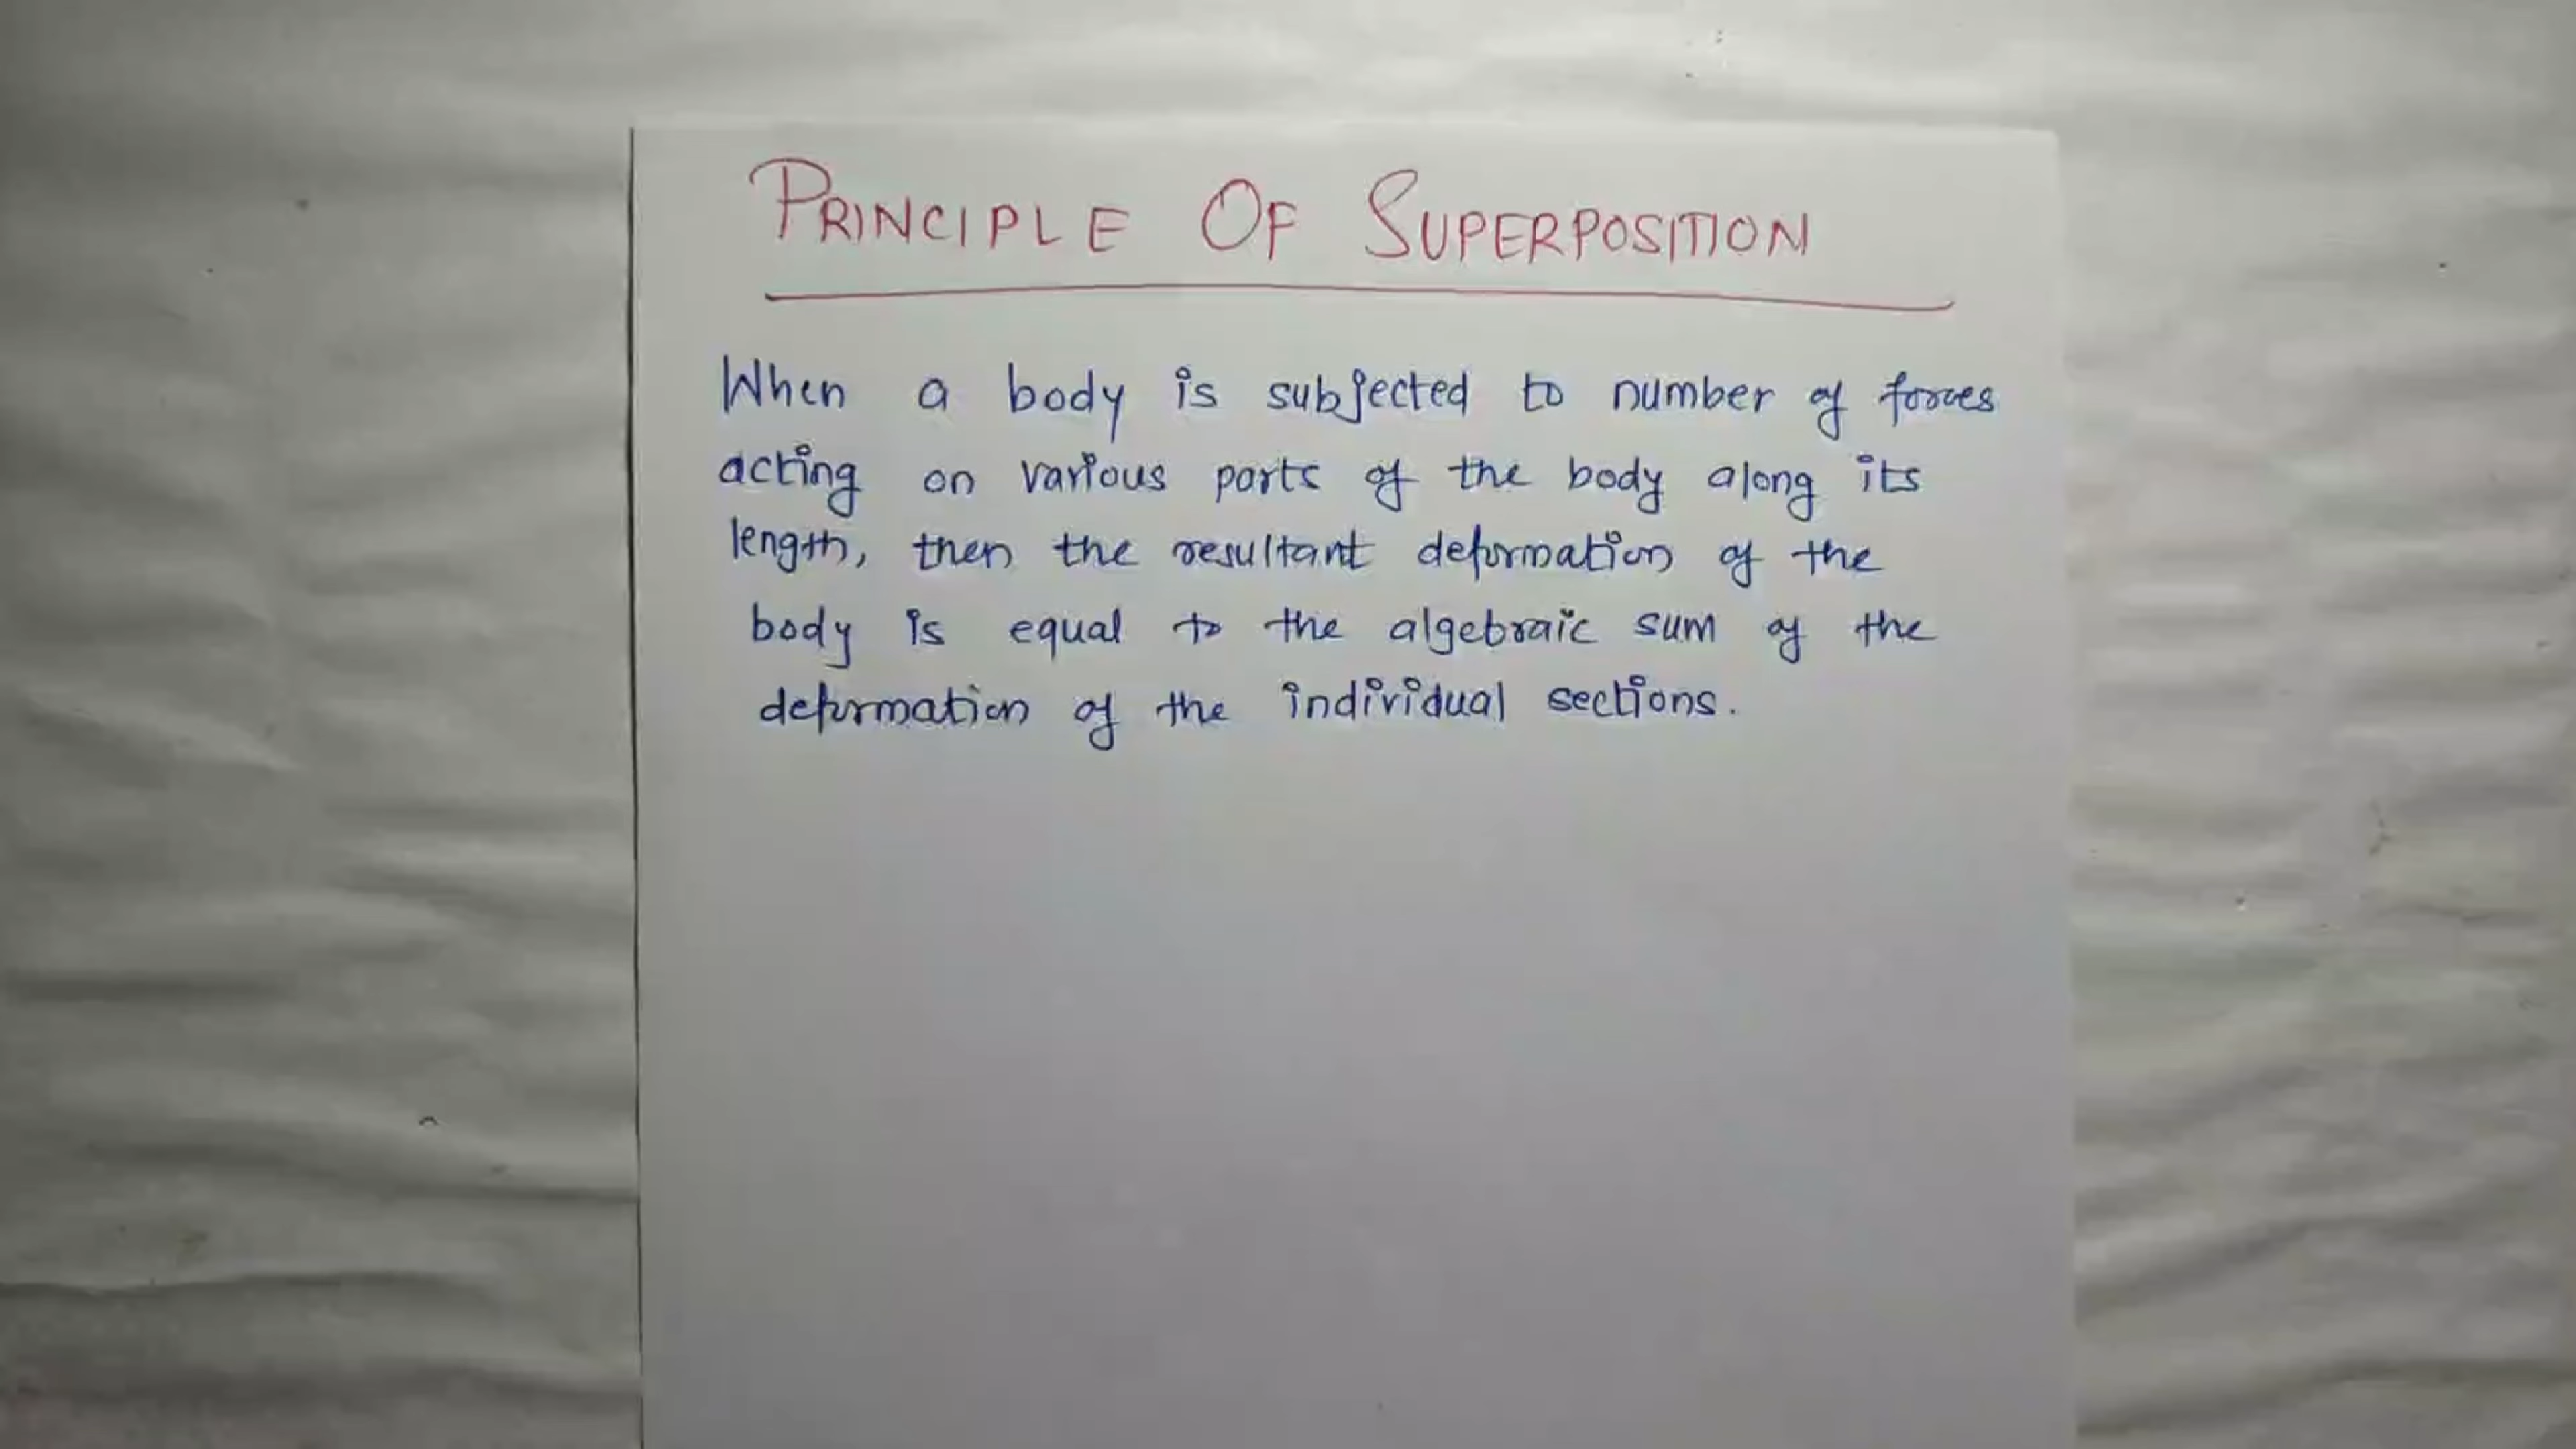 PRINCIPLE OF SUPERPOSITION
When a body is subjected to number of forces
acting on various parts of the body along its
length, then the resultant deformation of the
body is equal to the algebraic sum of the
deformation of the individual sections.